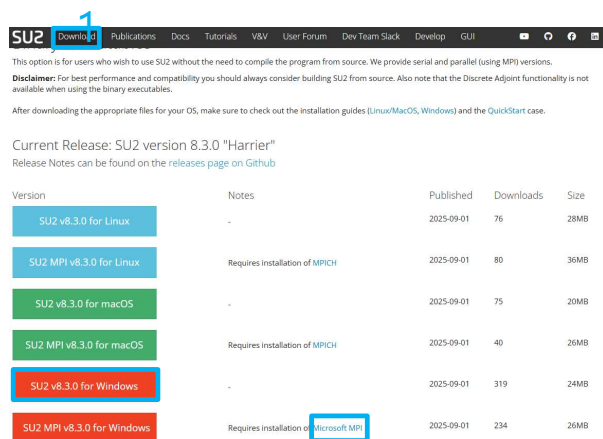 1
SU2 Download Publications Docs Tutorials V&V User Forum Dev Team Slack Develop GUI
This option is for users who wish to use SU2 without the need to compile the program from source. We provide serial and parallel (using MPI) versions.
Disclaimer: For best performance and compatibility you should always consider building SU2 from source. Also note that the Discrete Adjoint functionality is not
available when using the binary executables.
After downloading the appropriate files for your OS, make sure to check out the installation guides (Linux/MacOS, Windows) and the QuickStart case.
Current Release: SU2 version 8.3.0 "Harrier"
Release Notes can be found on the releases page on Github
Version Notes Published Downloads Size
SU2 v8.3.0 for Linux - 2025-09-01 76 28MB
SU2 MPI v8.3.0 for Linux Requires installation of MPICH 2025-09-01 80 36MB
SU2 v8.3.0 for macOS - 2025-09-01 75 20MB
SU2 MPI v8.3.0 for macOS Requires installation of MPICH 2025-09-01 40 26MB
SU2 v8.3.0 for Windows - 2025-09-01 319 24MB
SU2 MPI v8.3.0 for Windows Requires installation of Microsoft MPI 2025-09-01 234 26MB